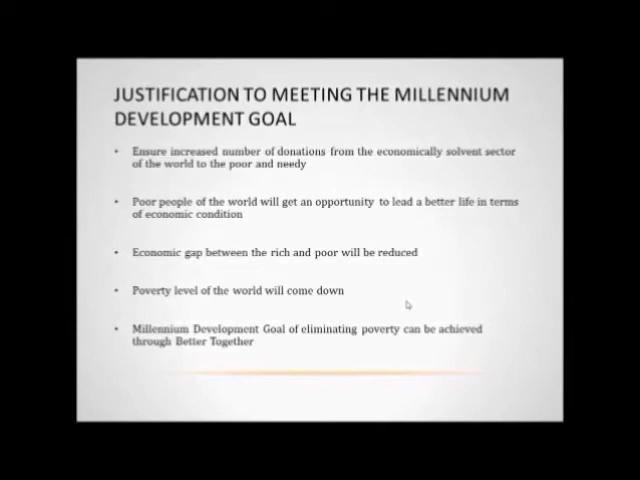 JUSTIFICATION TO MEETING THE MILLENNIUM
DEVELOPMENT GOAL
• Ensure increased number of donations from the economically solvent sector
of the world to the poor and needy
• Poor people of the world will get an opportunity to lead a better life in terms
of economic condition
• Economic gap between the rich and poor will be reduced
• Poverty level of the world will come down
• Millennium Development Goal of eliminating poverty can be achieved
through Better Together